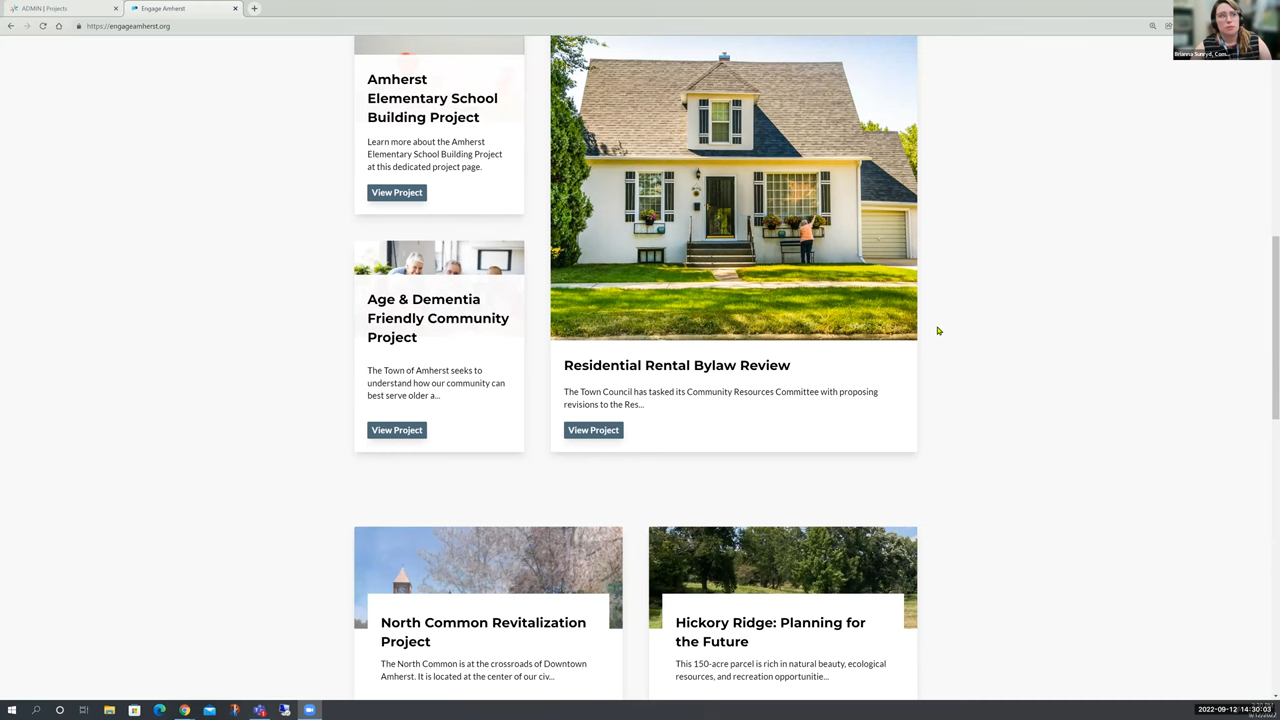 ADMIN | Projects
Engage Amherst
https://engageamherst.org
Amherst
Elementary School
Building Project
Learn more about the Amherst
Elementary School Building Project
at this dedicated project page.
View Project
Age & Dementia
Friendly Community
Project
The Town of Amherst seeks to
understand how our community can
best serve older a...
View Project
Residential Rental Bylaw Review
The Town Council has tasked its Community Resources Committee with proposing
revisions to the Res...
View Project
North Common Revitalization
Project
The North Common is at the crossroads of Downtown
Amherst. It is located at the center of our civ...
Hickory Ridge: Planning for
the Future
This 150-acre parcel is rich in natural beauty, ecological
resources, and recreation opportunitie...
Brianna Sunryd, Com...
2022-09-12 14:30:03